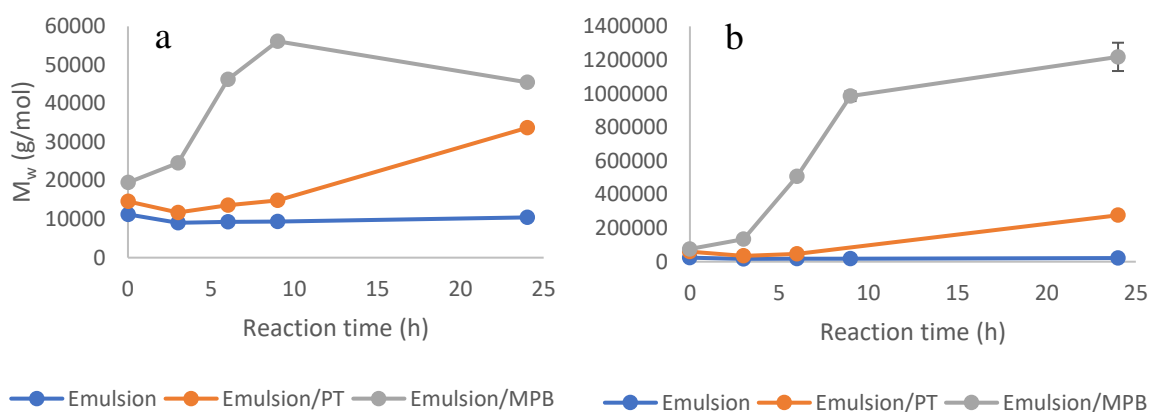 a
60000
50000
40000
30000
20000
10000
0
M_w (g/mol)
0 5 10 15 20 25
Reaction time (h)
Emulsion Emulsion/PT Emulsion/MPB
b
1400000
1200000
1000000
800000
600000
400000
200000
0
0 5 10 15 20 25
Reaction time (h)
Emulsion Emulsion/PT Emulsion/MPB